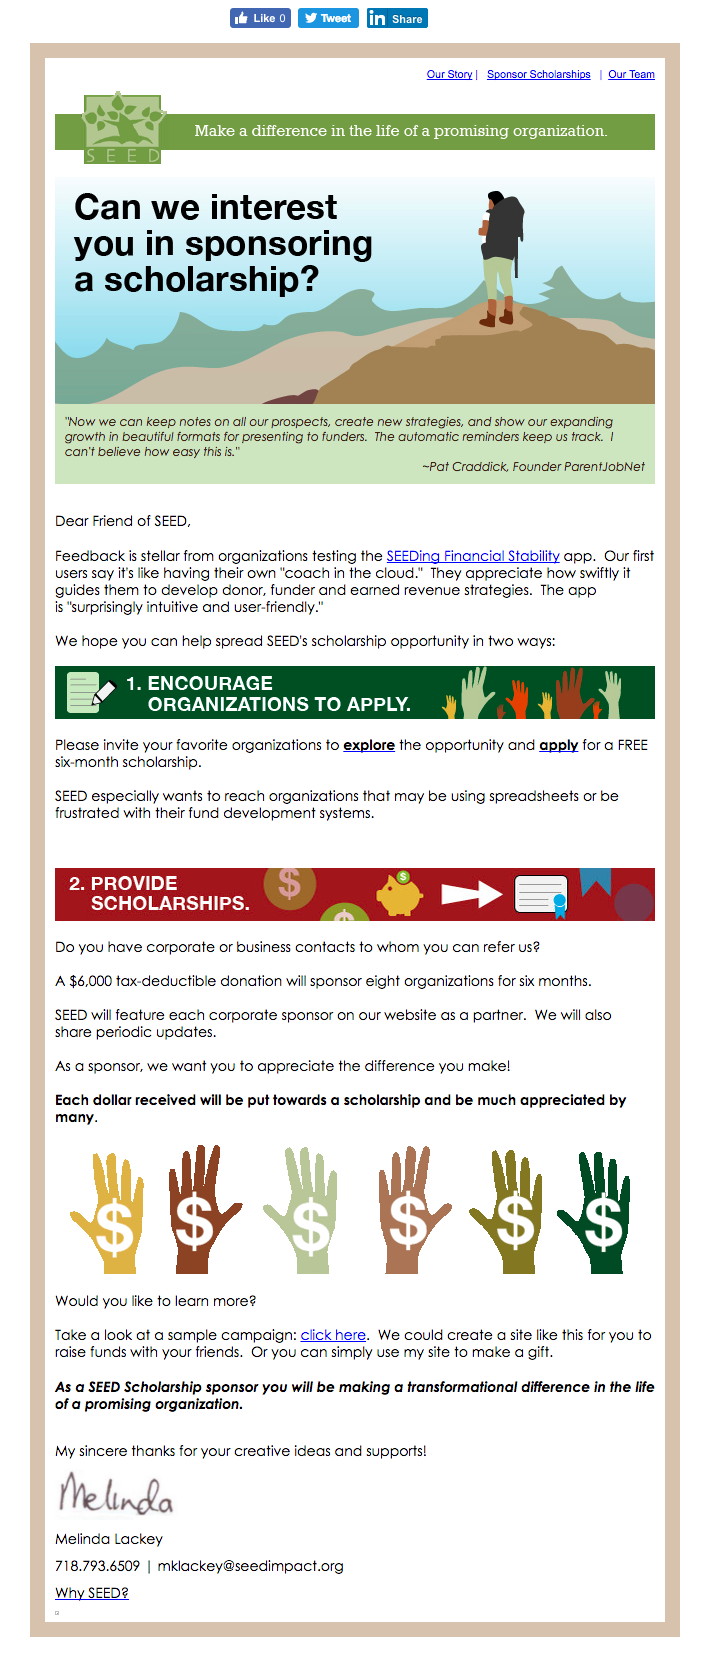 Like 0 Tweet Share
Our Story | Sponsor Scholarships | Our Team
SEED
Make a difference in the life of a promising organization.
Can we interest
you in sponsoring
a scholarship?
"Now we can keep notes on all our prospects, create new strategies, and show our expanding
growth in beautiful formats for presenting to funders. The automatic reminders keep us track. I
can't believe how easy this is."
~Pat Craddick, Founder ParentJobNet
Dear Friend of SEED,
Feedback is stellar from organizations testing the SEEDing Financial Stability app. Our first
users say it's like having their own "coach in the cloud." They appreciate how swiftly it
guides them to develop donor, funder and earned revenue strategies. The app
is "surprisingly intuitive and user-friendly."
We hope you can help spread SEED's scholarship opportunity in two ways:
1. ENCOURAGE
ORGANIZATIONS TO APPLY.
Please invite your favorite organizations to explore the opportunity and apply for a FREE
six-month scholarship.
SEED especially wants to reach organizations that may be using spreadsheets or be
frustrated with their fund development systems.
2. PROVIDE
SCHOLARSHIPS.
$ $ $
Do you have corporate or business contacts to whom you can refer us?
A $6,000 tax-deductible donation will sponsor eight organizations for six months.
SEED will feature each corporate sponsor on our website as a partner. We will also
share periodic updates.
As a sponsor, we want you to appreciate the difference you make!
Each dollar received will be put towards a scholarship and be much appreciated by
many.
$ $ $ $ $ $
Would you like to learn more?
Take a look at a sample campaign: click here. We could create a site like this for you to
raise funds with your friends. Or you can simply use my site to make a gift.
As a SEED Scholarship sponsor you will be making a transformational difference in the life
of a promising organization.
My sincere thanks for your creative ideas and supports!
Melinda
Melinda Lackey
718.793.6509 | mklackey@seedimpact.org
Why SEED?